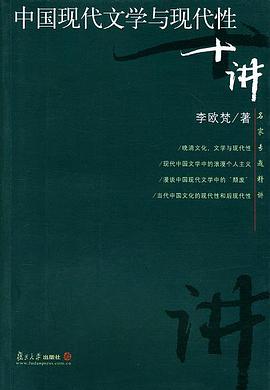 中国现代文学与现代性
十讲
李欧梵/著
名家专题精讲
/晚清文化、文学与现代性
/现代中国文学中的浪漫个人主义
/漫谈中国现代文学中的“颓废”
/当代中国文化的现代性和后现代性
讲
复旦大学出版社
www.fudanpress.com.cn